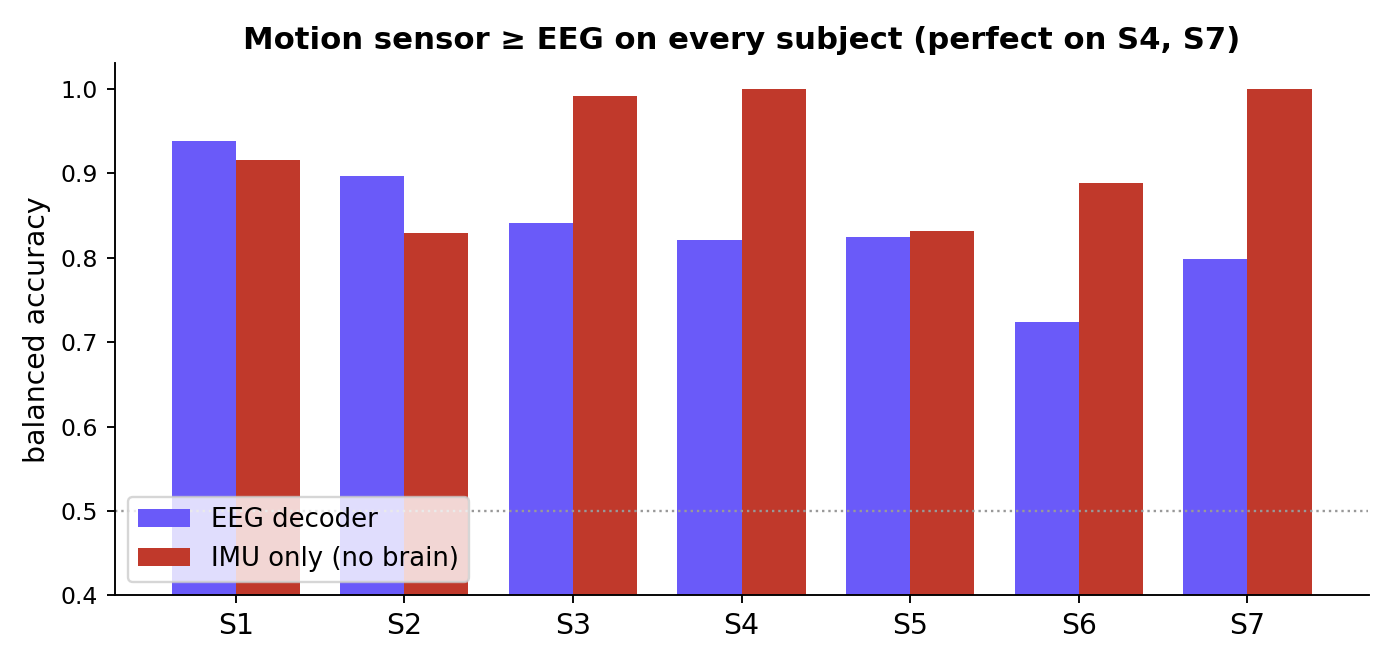 Motion sensor ≥ EEG on every subject (perfect on S4, S7)
balanced accuracy
1.0
0.9
0.8
0.7
0.6
0.5
0.4
EEG decoder
IMU only (no brain)
S1 S2 S3 S4 S5 S6 S7